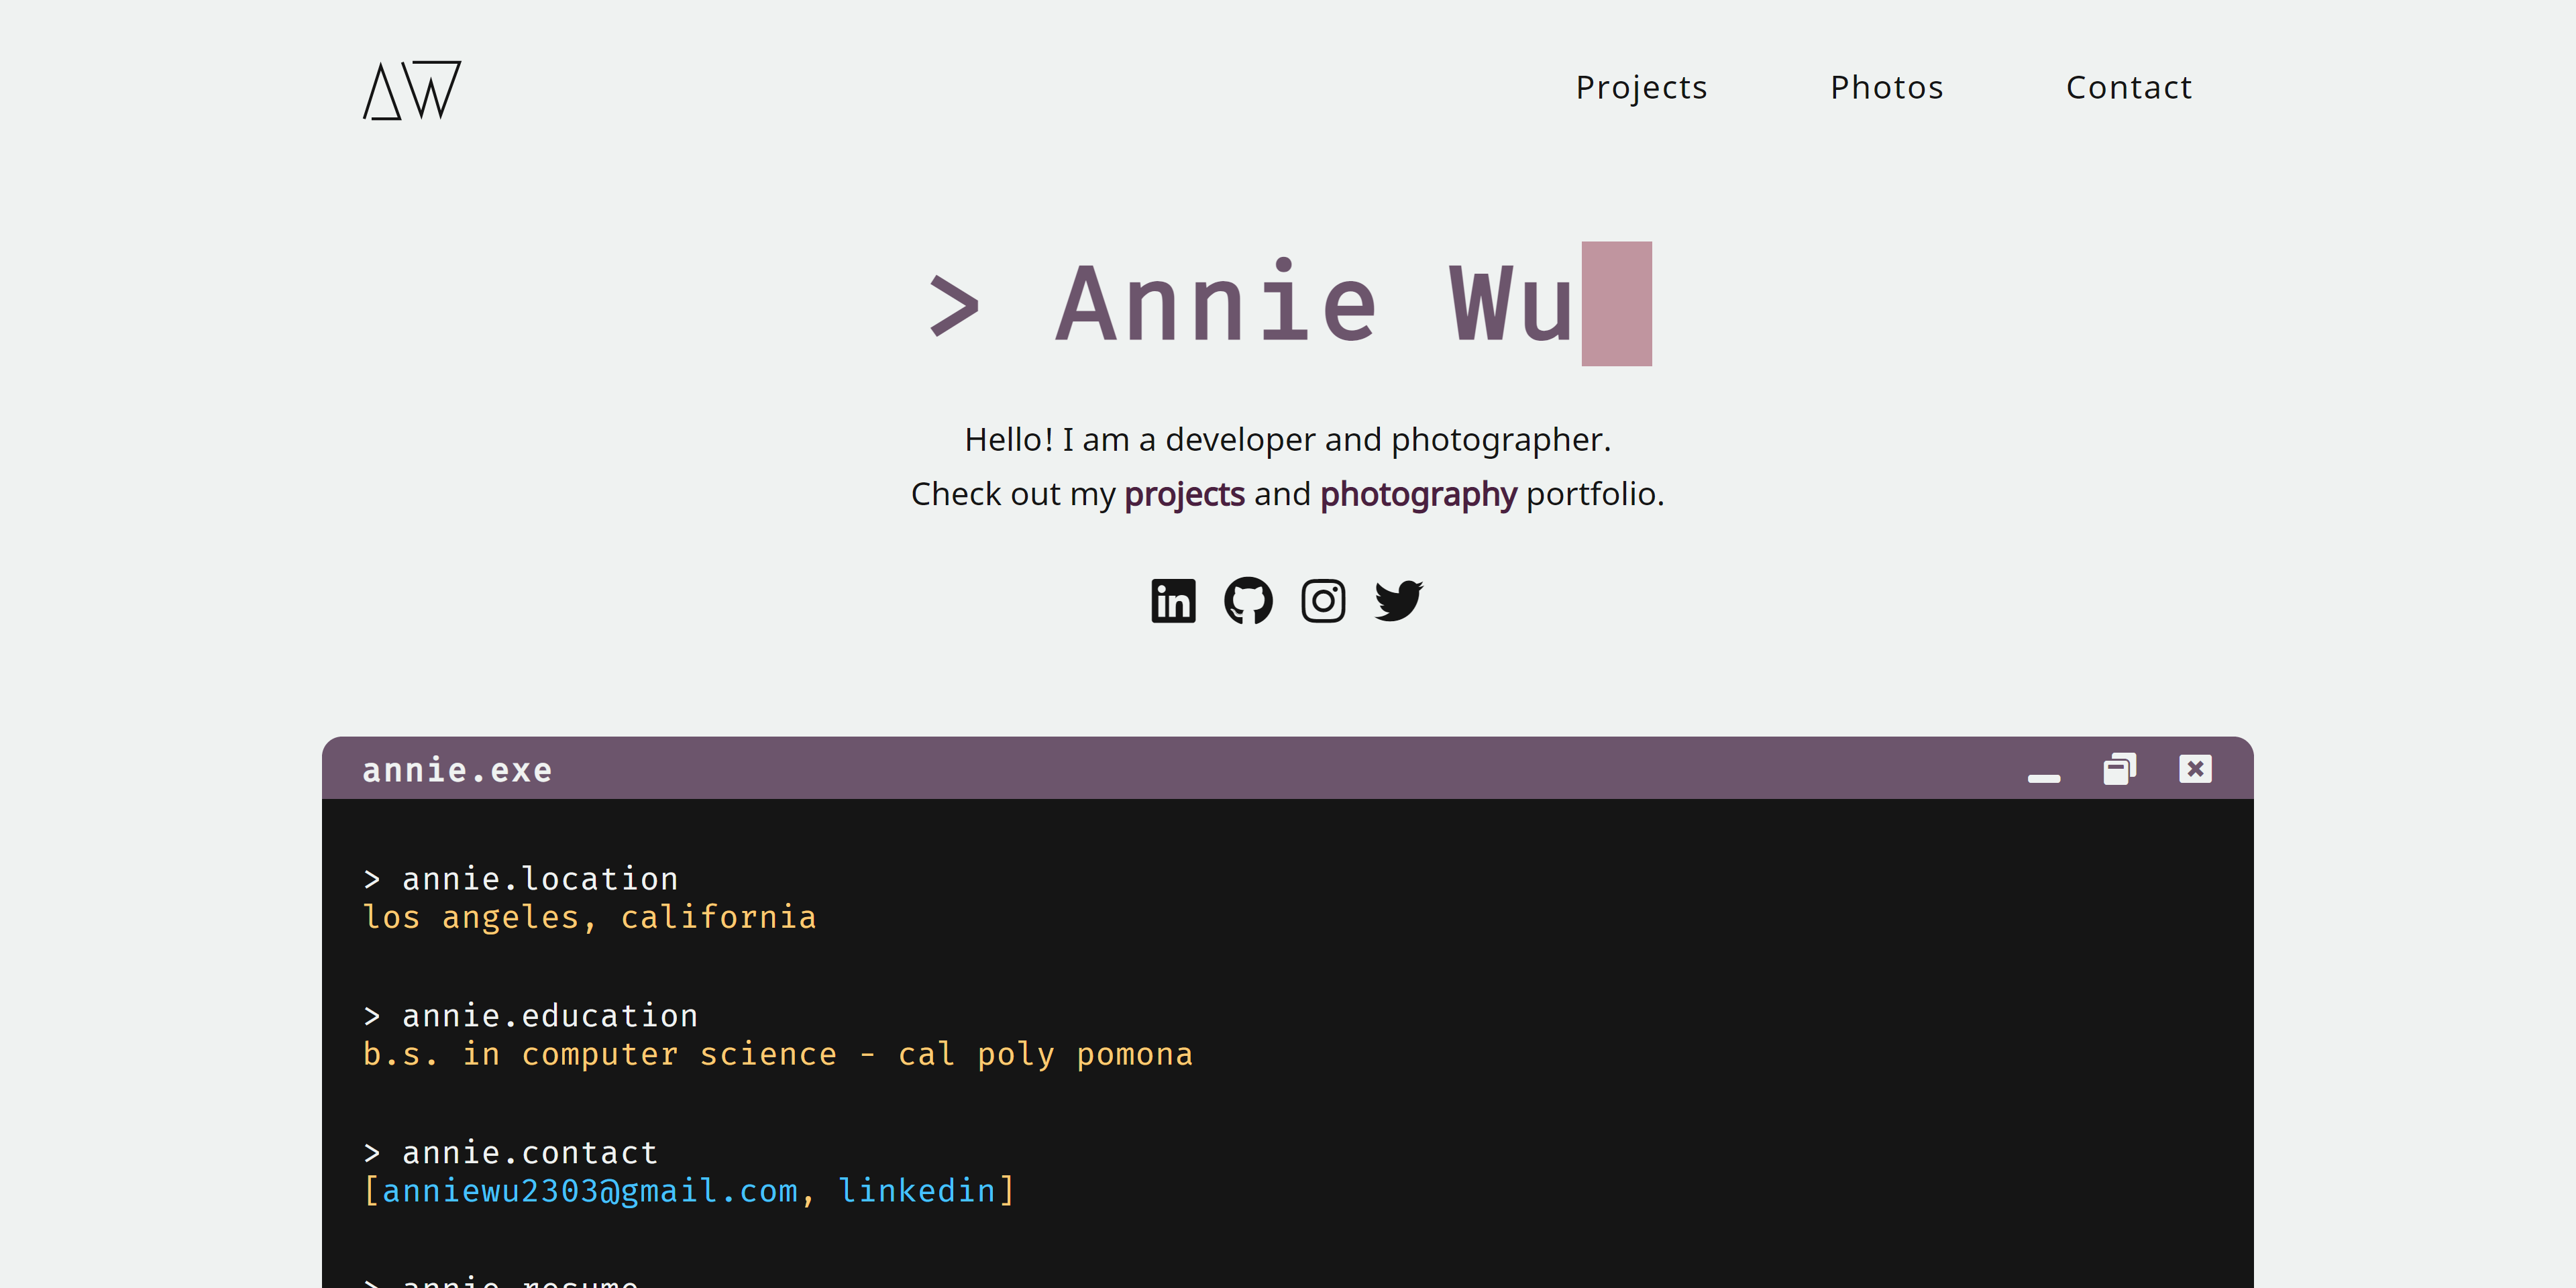 AW
Projects Photos Contact
> Annie Wu
Hello! I am a developer and photographer.
Check out my projects and photography portfolio.
in
annie.exe
> annie.location
los angeles, california
> annie.education
b.s. in computer science - cal poly pomona
> annie.contact
[anniewu2303@gmail.com, linkedin]
> annie.resume